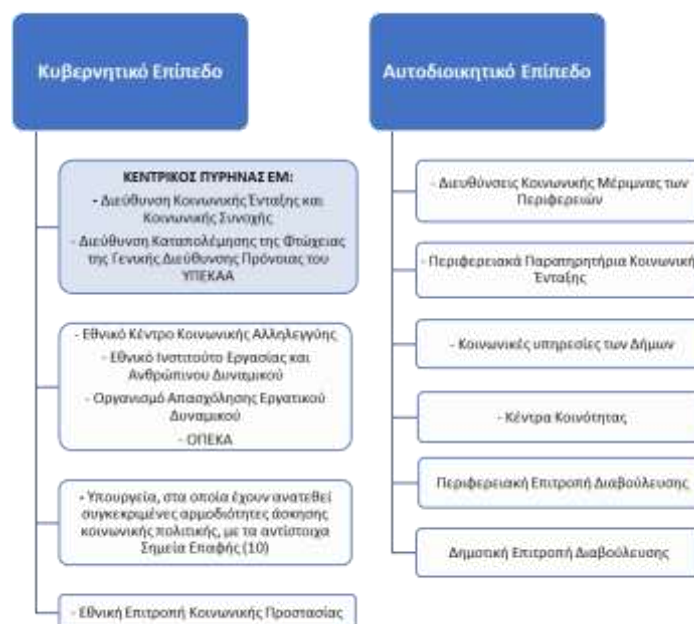 Κυβερνητικό Επίπεδο
ΚΕΝΤΡΙΚΟΣ ΠΥΡΗΝΑΣ ΕΜ:
- Διεύθυνση Κοινωνικής Ένταξης και
Κοινωνικής Συνοχής
- Διεύθυνση Καταπολέμησης της Φτώχειας
της Γενικής Διεύθυνσης Πρόνοιας του
ΥΠΕΚΑΑ
- Εθνικό Κέντρο Κοινωνικής Αλληλεγγύης
- Εθνικό Ινστιτούτο Εργασίας και
Ανθρώπινου Δυναμικού
- Οργανισμό Απασχόλησης Εργατικού
Δυναμικού
- ΟΠΕΚΑ
- Υπουργεία, στα οποία έχουν ανατεθεί
συγκεκριμένες αρμοδιότητες άσκησης
κοινωνικής πολιτικής, με τα αντίστοιχα
Σημεία Επαφής (10)
- Εθνική Επιτροπή Κοινωνικής Προστασίας
Αυτοδιοικητικό Επίπεδο
- Διευθύνσεις Κοινωνικής Μέριμνας των
Περιφερειών
- Περιφερειακά Παρατηρητήρια Κοινωνική
Ένταξης
- Κοινωνικές υπηρεσίες των Δήμων
- Κέντρα Κοινότητας
Περιφερειακή Επιτροπή Διαβούλευσης
Δημοτική Επιτροπή Διαβούλευσης